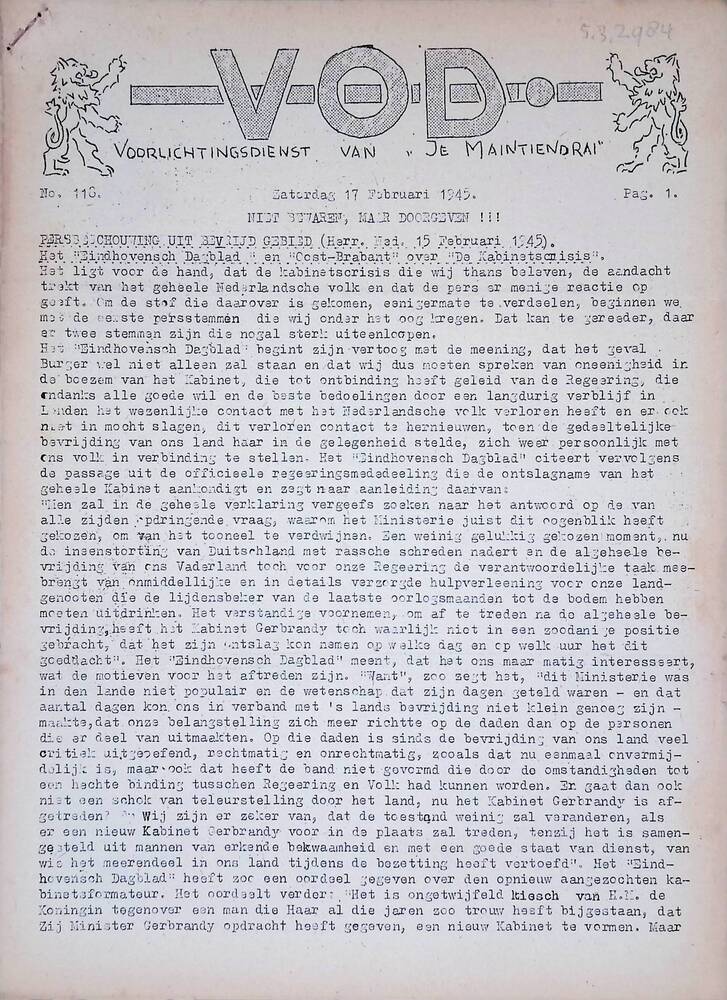 5.3.2984
VOD
VOORLICHTINGSDIENST VAN „JE MAINTIENDRAI"
No. 118. Zaterdag 17 Februari 1945. Pag. 1.
NIET BEWAREN, MAAR DOORGEVEN !!!
PERSBESCHOUWING UIT BEVRIJD GEBIED (Herr. Ned. 15 Februari 1945).
Het "Eindhovensch Dagblad" en "Oost-Brabant" over "De Kabinetscrisis".
Het ligt voor de hand, dat de kabinetscrisis die wij thans beleven, de aandacht
trekt van het geheele Nederlandsche volk en dat de pers er menige reactie op
geeft. Om de stof die daarover is gekomen, eenigermate te verdeelen, beginnen we
met de eerste persstemmen die wij onder het oog kregen. Dat kan te gereeder, daar
er twee stemmen zijn die nogal sterk uiteenloopen.
Het "Eindhovensch Dagblad" begint zijn vertoog met de meening, dat het geval
Burger wel niet alleen zal staan en dat wij dus moeten spreken van oneenigheid in
de boezem van het Kabinet, die tot ontbinding heeft geleid van de Regeering, die
ondanks alle goede wil en de beste bedoelingen door een langdurig verblijf in
Londen het wezenlijke contact met het Nederlandsche volk verloren heeft en er ook
niet in mocht slagen, dit verloren contact te hernieuwen, toen de gedeeltelijke
bevrijding van ons land haar in de gelegenheid stelde, zich weer persoonlijk met
ons volk in verbinding te stellen. Het "Eindhovensch Dagblad" citeert vervolgens
de passage uit de officieele regeeringsmededeeling die de ontslagname van het
geheele Kabinet aankondigt en zegt naar aanleiding daarvan:
"Men zal in de geheele verklaring vergeefs zoeken naar het antwoord op de van
alle zijden opdringende vraag, waarom het Ministerie juist dit oogenblik heeft
gekozen, om van het tooneel te verdwijnen. Een weinig gelukkig gekozen moment, nu
de ineenstorting van Duitschland met rassche schreden nadert en de algeheele be-
vrijding van ons Vaderland toch voor onze Regeering de verantwoordelijke taak mee-
brengt van onmiddellijke en in details verzorgde hulpverleening voor onze land-
genooten die de lijdensbeker van de laatste oorlogsmaanden tot de bodem hebben
moeten uitdrinken. Het verstandige voornemen, om af te treden na de algeheele be-
vrijding, heeft het Kabinet Gerbrandy toch waarlijk niet in een zoodanige positie
gebracht, dat het zijn ontslag kon nemen op welke dag en op welk uur het dit
goeddacht". Het "Eindhovensch Dagblad" meent, dat het ons maar matig interesseert,
wat de motieven voor het aftreden zijn. "Want", zoo zegt het, "dit Ministerie was
in den lande niet populair en de wetenschap dat zijn dagen geteld waren - en dat
aantal dagen kon ons in verband met 's lands bevrijding niet klein genoeg zijn -
maakte, dat onze belangstelling zich meer richtte op de daden dan op de personen
die er deel van uitmaakten. Op die daden is sinds de bevrijding van ons land veel
critiek uitgeoefend, rechtmatig en onrechtmatig, zooals dat nu eenmaal onvermij-
delijk is, maar ook dat heeft de band niet gevormd die door de omstandigheden tot
een hechte binding tusschen Regeering en Volk had kunnen worden. Er gaat dan ook
niet een schok van teleurstelling door het land, nu het Kabinet Gerbrandy is af-
getreden. Wij zijn er zeker van, dat de toestand weinig zal veranderen, als
er een nieuw Kabinet Gerbrandy voor in de plaats zal treden, tenzij het is samen-
gesteld uit mannen van erkende bekwaamheid en met een goede staat van dienst, van
wie het meerendeel in ons land tijdens de bezetting heeft vertoefd". Het "Eind-
hovensch Dagblad" heeft zoo een oordeel gegeven over den opnieuw aangezochten ka-
binetsformateur. Het oordeelt verder: "Het is ongetwijfeld kiesch van H.M. de
Koningin tegenover een man die Haar al die jaren zoo trouw heeft bijgestaan, dat
Zij Minister Gerbrandy opdracht heeft gegeven, een nieuw Kabinet te vormen. Maar